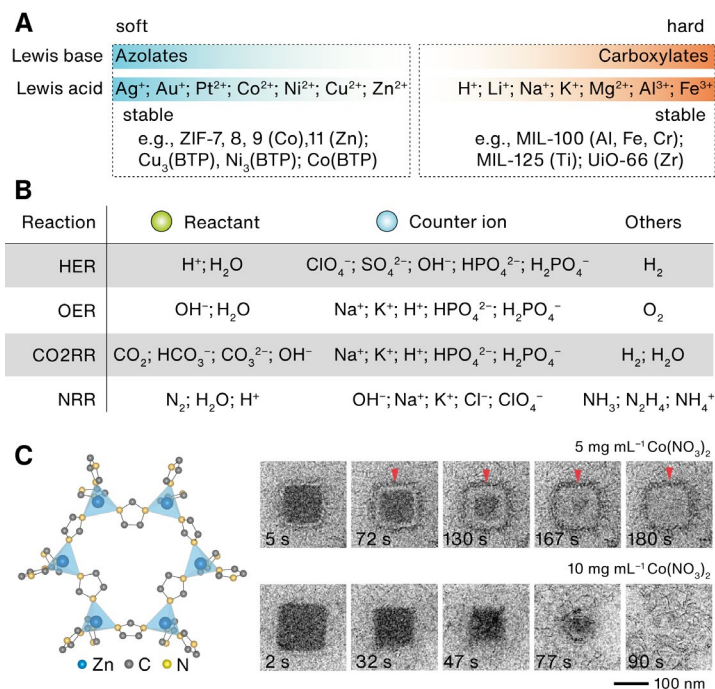 A
soft hard
Lewis base Azolates Carboxylates
Lewis acid Ag⁺; Au⁺; Pt²⁺; Co²⁺; Ni²⁺; Cu²⁺; Zn²⁺ H⁺; Li⁺; Na⁺; K⁺; Mg²⁺; Al³⁺; Fe³⁺
stable stable
e.g., ZIF-7, 8, 9 (Co),11 (Zn); e.g., MIL-100 (Al, Fe, Cr);
Cu₃(BTP), Ni₃(BTP); Co(BTP) MIL-125 (Ti); UiO-66 (Zr)
B
Reaction Reactant Counter ion Others
HER H⁺; H₂O ClO₄⁻; SO₄²⁻; OH⁻; HPO₄²⁻; H₂PO₄⁻ H₂
OER OH⁻; H₂O Na⁺; K⁺; H⁺; HPO₄²⁻; H₂PO₄⁻ O₂
CO2RR CO₂; HCO₃⁻; CO₃²⁻; OH⁻ Na⁺; K⁺; H⁺; HPO₄²⁻; H₂PO₄⁻ H₂; H₂O
NRR N₂; H₂O; H⁺ OH⁻; Na⁺; K⁺; Cl⁻; ClO₄⁻ NH₃; N₂H₄; NH₄⁺
C
5 mg mL⁻¹ Co(NO₃)₂
5 s 72 s 130 s 167 s 180 s
10 mg mL⁻¹ Co(NO₃)₂
2 s 32 s 47 s 77 s 90 s
Zn C N
100 nm